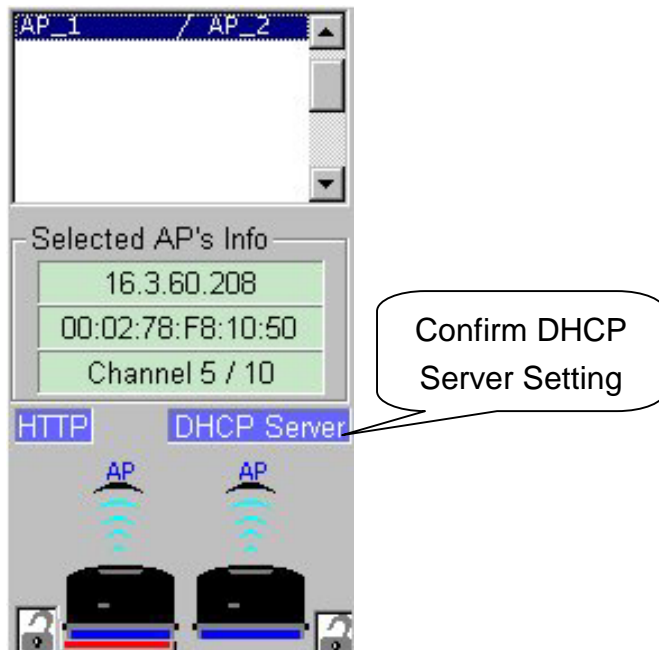 AP_1 / AP_2
Selected AP's Info
16.3.60.208
00:02:78:F8:10:50
Channel 5 / 10
Confirm DHCP
Server Setting
HTTP DHCP Server
AP AP